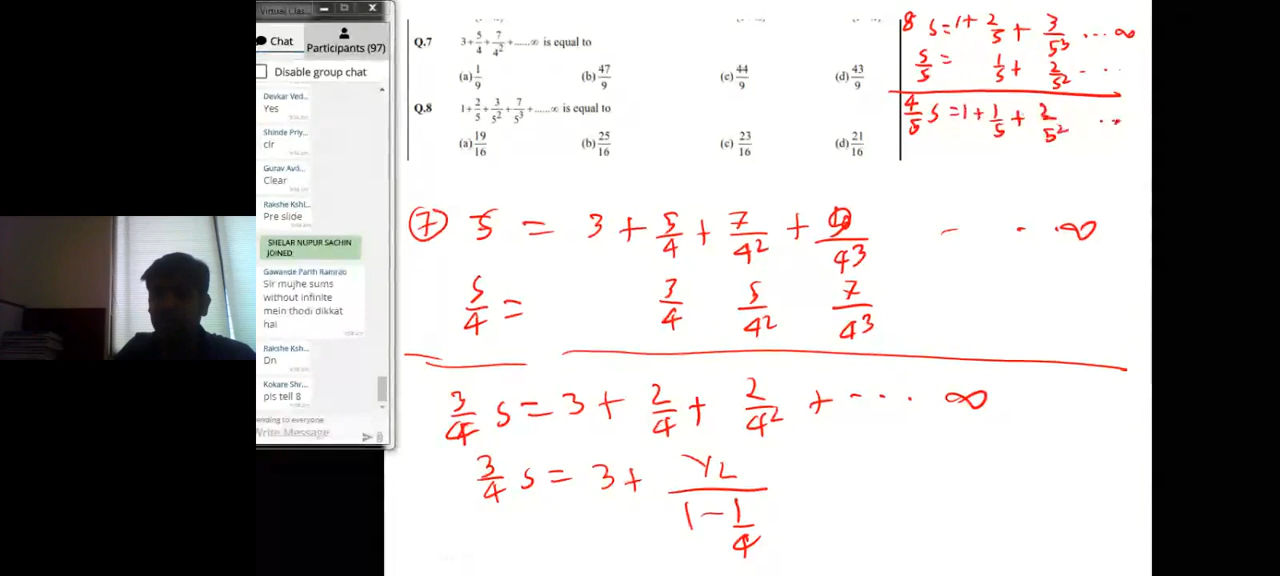 Virtual Clas...
Chat
Participants (97)
Disable group chat
Devkar Ved...
Yes
Shinde Priy...
clr
Gurav Avd...
Clear
Rakshe Kshi...
Pre slide
SHELAR NUPUR SACHIN
JOINED
Gawande Parth Ramrao
Sir mujhe sums
without infinite
mein thodi dikkat
hai
Rakshe Ksh...
Dn
Kokare Shr...
pls tell 8
ending to everyone
Write Message
Q.7 3 + 5/4 + 7/4² + ......∞ is equal to
(a) 1/9 (b) 47/9 (c) 44/9 (d) 43/9
Q.8 1 + 2/5 + 3/5² + 7/5³ + ......∞ is equal to
(a) 19/16 (b) 25/16 (c) 23/16 (d) 21/16
8 S = 1 + 2/5 + 3/5³ ... ∞
S/5 = 1/5 + 2/5² - ...
4/5 S = 1 + 1/5 + 2/5² ...
⑦ S = 3 + 5/4 + 7/4² + 9/4³ - . . ∞
S/4 = 3/4 5/4² 7/4³
3/4 S = 3 + 2/4 + 2/4² + ... ∞
3/4 S = 3 + ½/(1 - 1/4)